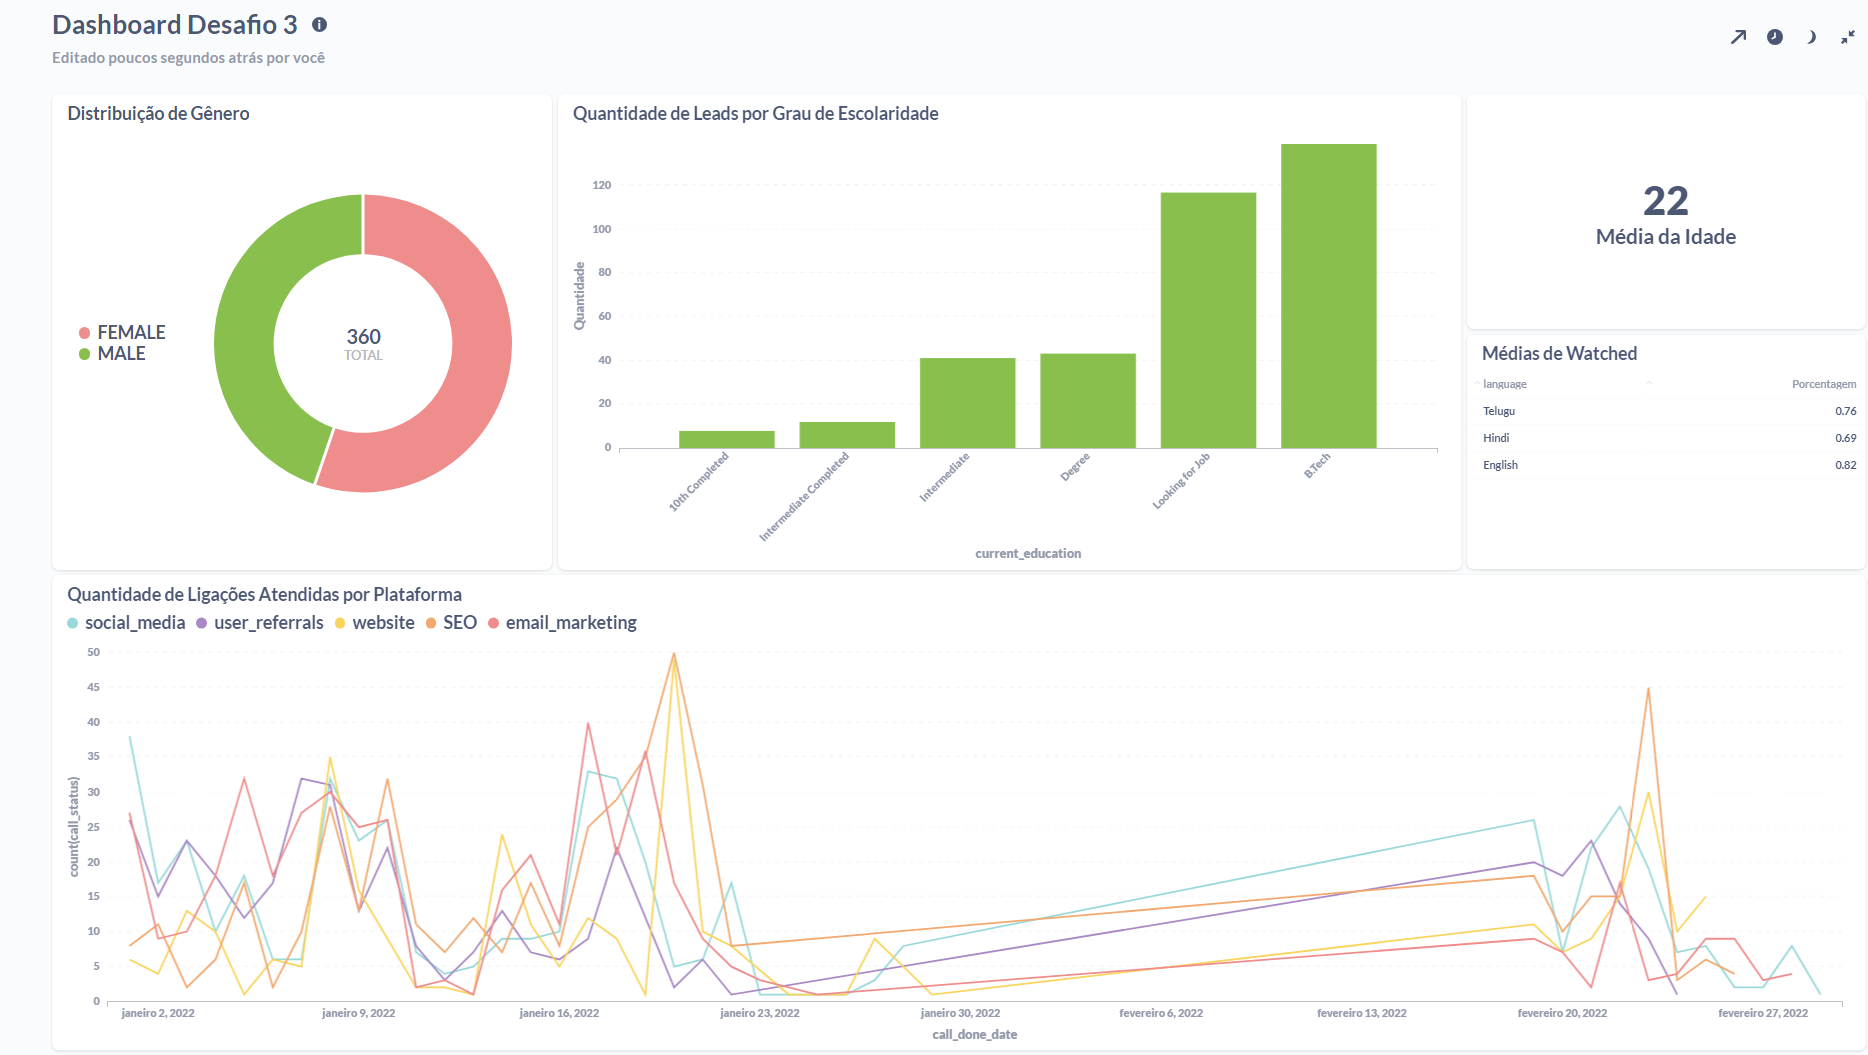 Dashboard Desafio 3
Editado poucos segundos atrás por você
Distribuição de Gênero
FEMALE
MALE
360
TOTAL
Quantidade de Leads por Grau de Escolaridade
Quantidade
120
100
80
60
40
20
0
10th Completed
Intermediate Completed
Intermediate
Degree
Looking for Job
B.Tech
current_education
22
Média da Idade
Médias de Watched
language Porcentagem
Telugu 0.76
Hindi 0.69
English 0.82
Quantidade de Ligações Atendidas por Plataforma
social_media user_referrals website SEO email_marketing
count(call_status)
50
45
40
35
30
25
20
15
10
5
0
janeiro 2, 2022 janeiro 9, 2022 janeiro 16, 2022 janeiro 23, 2022 janeiro 30, 2022 fevereiro 6, 2022 fevereiro 13, 2022 fevereiro 20, 2022 fevereiro 27, 2022
call_done_date